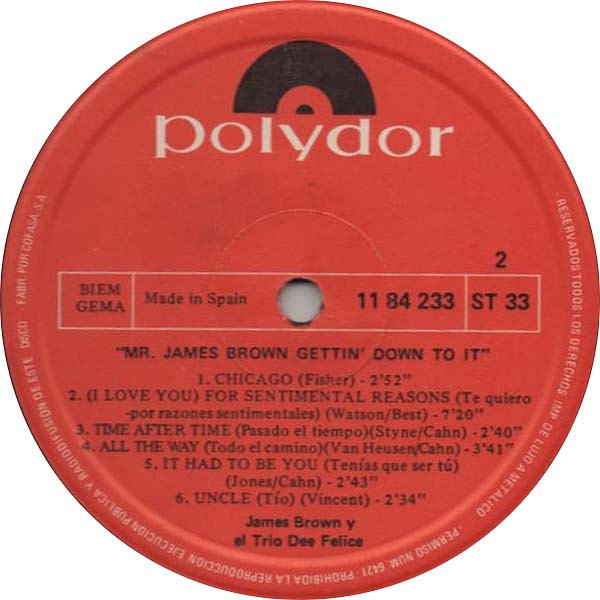 polydor
2
BIEM
GEMA
Made in Spain
11 84 233
ST 33
"MR. JAMES BROWN GETTIN' DOWN TO IT"
1. CHICAGO (Fisher) - 2'52"
2. (I LOVE YOU) FOR SENTIMENTAL REASONS (Te quiero
-por razones sentimentales) (Watson/Best) - 7'20"
3. TIME AFTER TIME (Pasado el tiempo)(Styne/Cahn) - 2'40"
4. ALL THE WAY (Todo el camino)(Van Heusen/Cahn) - 3'41"
5. IT HAD TO BE YOU (Tenías que ser tú)
(Jones/Cahn) - 2'43"
6. UNCLE (Tío) (Vincent) - 2'34"
James Brown y
el Trio Dee Felice
· RESERVADOS TODOS LOS DERECHOS · IMP. DE LUJO A METALICO · PERMISO NUM. 6421 · PROHIBIDA LA REPRODUCCION EJECUCION PUBLICA Y RADIODIFUSION DE ESTE DISCO · FABR. POR COFASA, S.A.